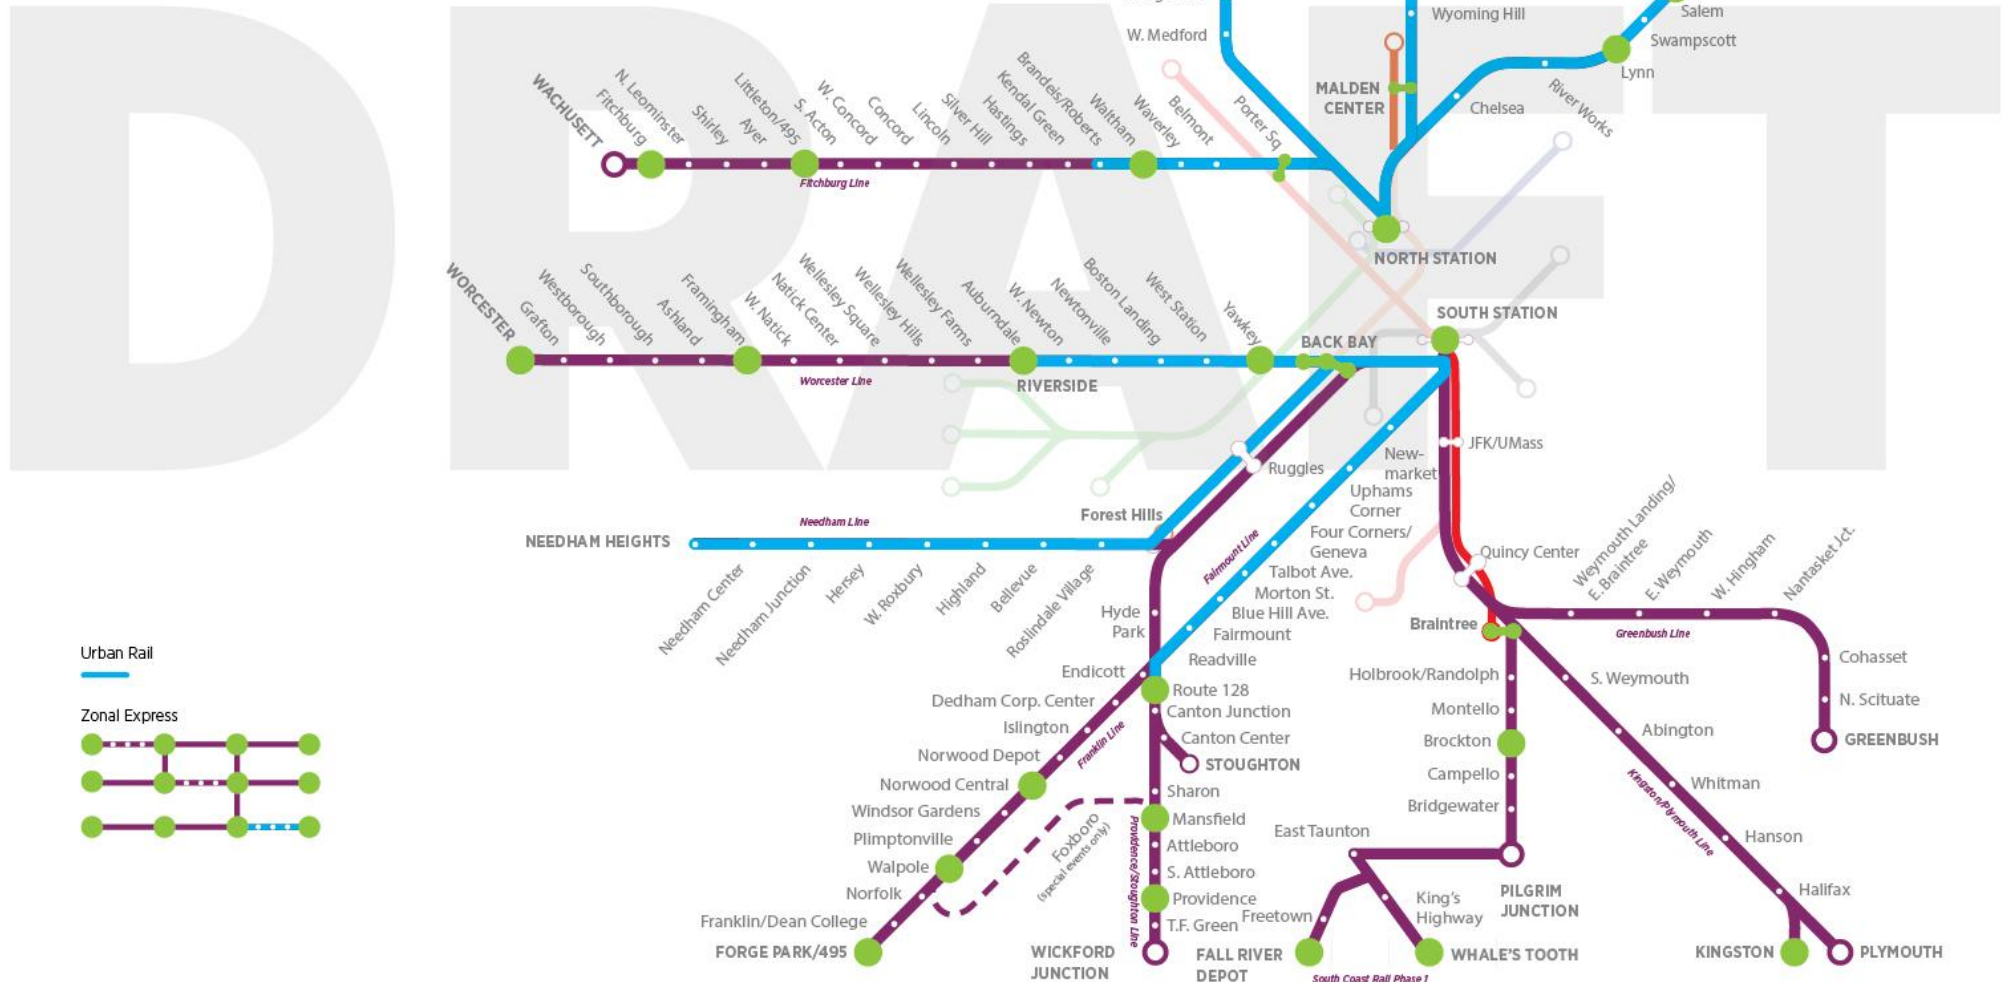 DRAFT
Wyoming Hill
Salem
W. Medford
Swampscott
Lynn
MALDEN
CENTER
Chelsea
River Works
WACHUSETT
Fitchburg
N. Leominster
Shirley
Ayer
Littleton/495
S. Acton
W. Concord
Concord
Lincoln
Silver Hill
Hastings
Kendal Green
Brandeis/Roberts
Waltham
Waverley
Belmont
Porter Sq
Fitchburg Line
NORTH STATION
WORCESTER
Grafton
Westborough
Southborough
Ashland
Framingham
W. Natick
Natick Center
Wellesley Square
Wellesley Hills
Wellesley Farms
Auburndale
W. Newton
Newtonville
Boston Landing
West Station
Yawkey
BACK BAY
SOUTH STATION
Worcester Line
RIVERSIDE
JFK/UMass
New-
market
Ruggles
Uphams
Corner
Forest Hills
Needham Line
NEEDHAM HEIGHTS
Four Corners/
Geneva
Fairmount Line
Talbot Ave.
Morton St.
Blue Hill Ave.
Fairmount
Readville
Needham Center
Needham Junction
Hersey
W. Roxbury
Highland
Bellevue
Roslindale Village
Hyde
Park
Quincy Center
Weymouth Landing/
E. Braintree
E. Weymouth
W. Hingham
Nantasket Jct.
Braintree
Greenbush Line
Cohasset
N. Scituate
GREENBUSH
Urban Rail
Zonal Express
Endicott
Dedham Corp. Center
Islington
Norwood Depot
Franklin Line
Norwood Central
Windsor Gardens
Plimptonville
Walpole
Norfolk
Franklin/Dean College
FORGE PARK/495
Foxboro
(special events only)
Route 128
Canton Junction
Canton Center
STOUGHTON
Sharon
Mansfield
Attleboro
S. Attleboro
Providence
T.F. Green
Providence/Stoughton Line
WICKFORD
JUNCTION
Holbrook/Randolph
Montello
Brockton
Campello
Bridgewater
East Taunton
PILGRIM
JUNCTION
King's
Highway
Freetown
FALL RIVER
DEPOT
WHALE'S TOOTH
South Coast Rail Phase 1
S. Weymouth
Abington
Whitman
Kingston/Plymouth Line
Hanson
Halifax
KINGSTON
PLYMOUTH